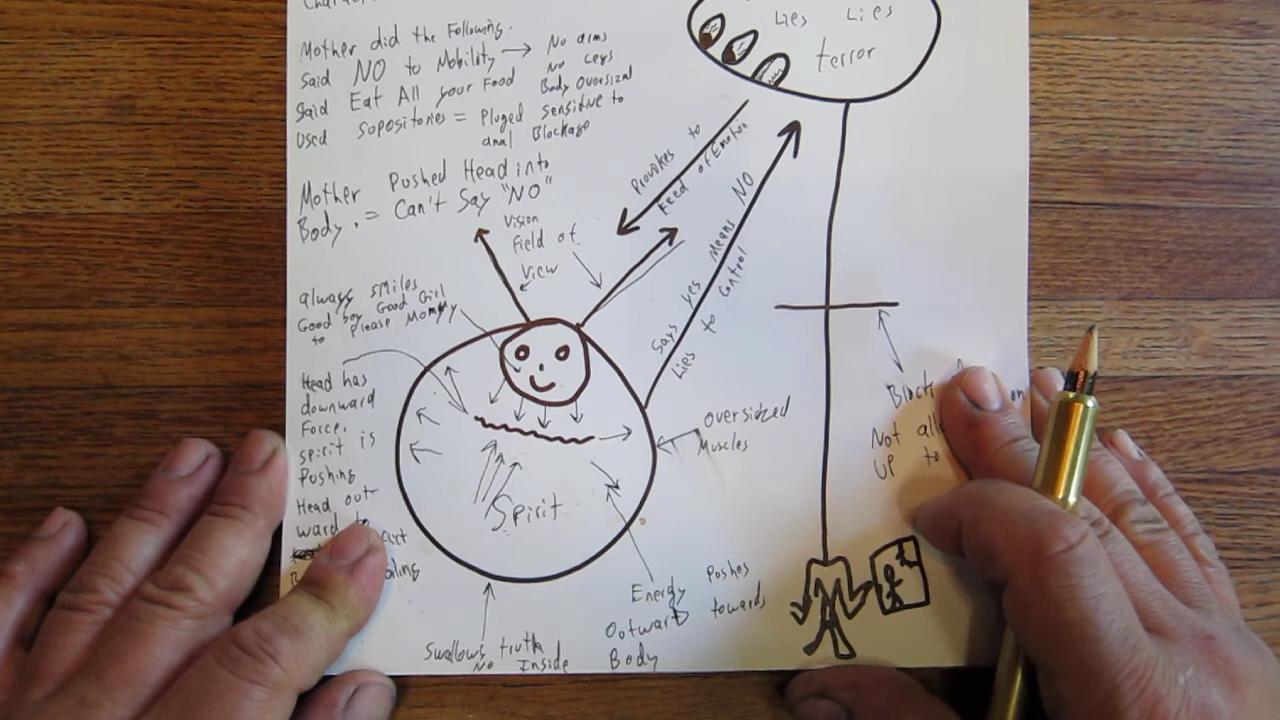 Mother did the Following.
Said NO to Mobility → No arms
No Legs
Said Eat All your Food Body Oversized
Used Sopositories = Pluged sensitive to
anal Blockage
Mother Pushed Head into
Body. = Can't Say "NO"
Vision
Field of
View
always smiles
Good boy Good Girl
to Please Mommy
Head has
downward
Force.
Spirit is
Pushing
Head out
ward
Spirit
Swallows truth
No Inside
Energy Poshes
Outward towards
Body
Oversidzed
Muscles
Says yes Means NO
Lies to Control
Provokes to
Feed of Emotion
Lies Lies
terror
Not
UP to